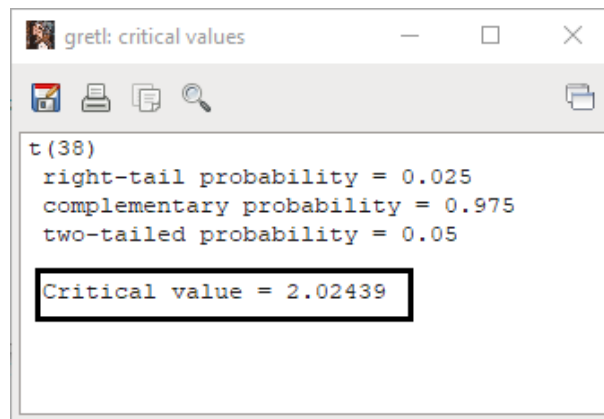 gretl: critical values
t(38)
right-tail probability = 0.025
complementary probability = 0.975
two-tailed probability = 0.05
Critical value = 2.02439